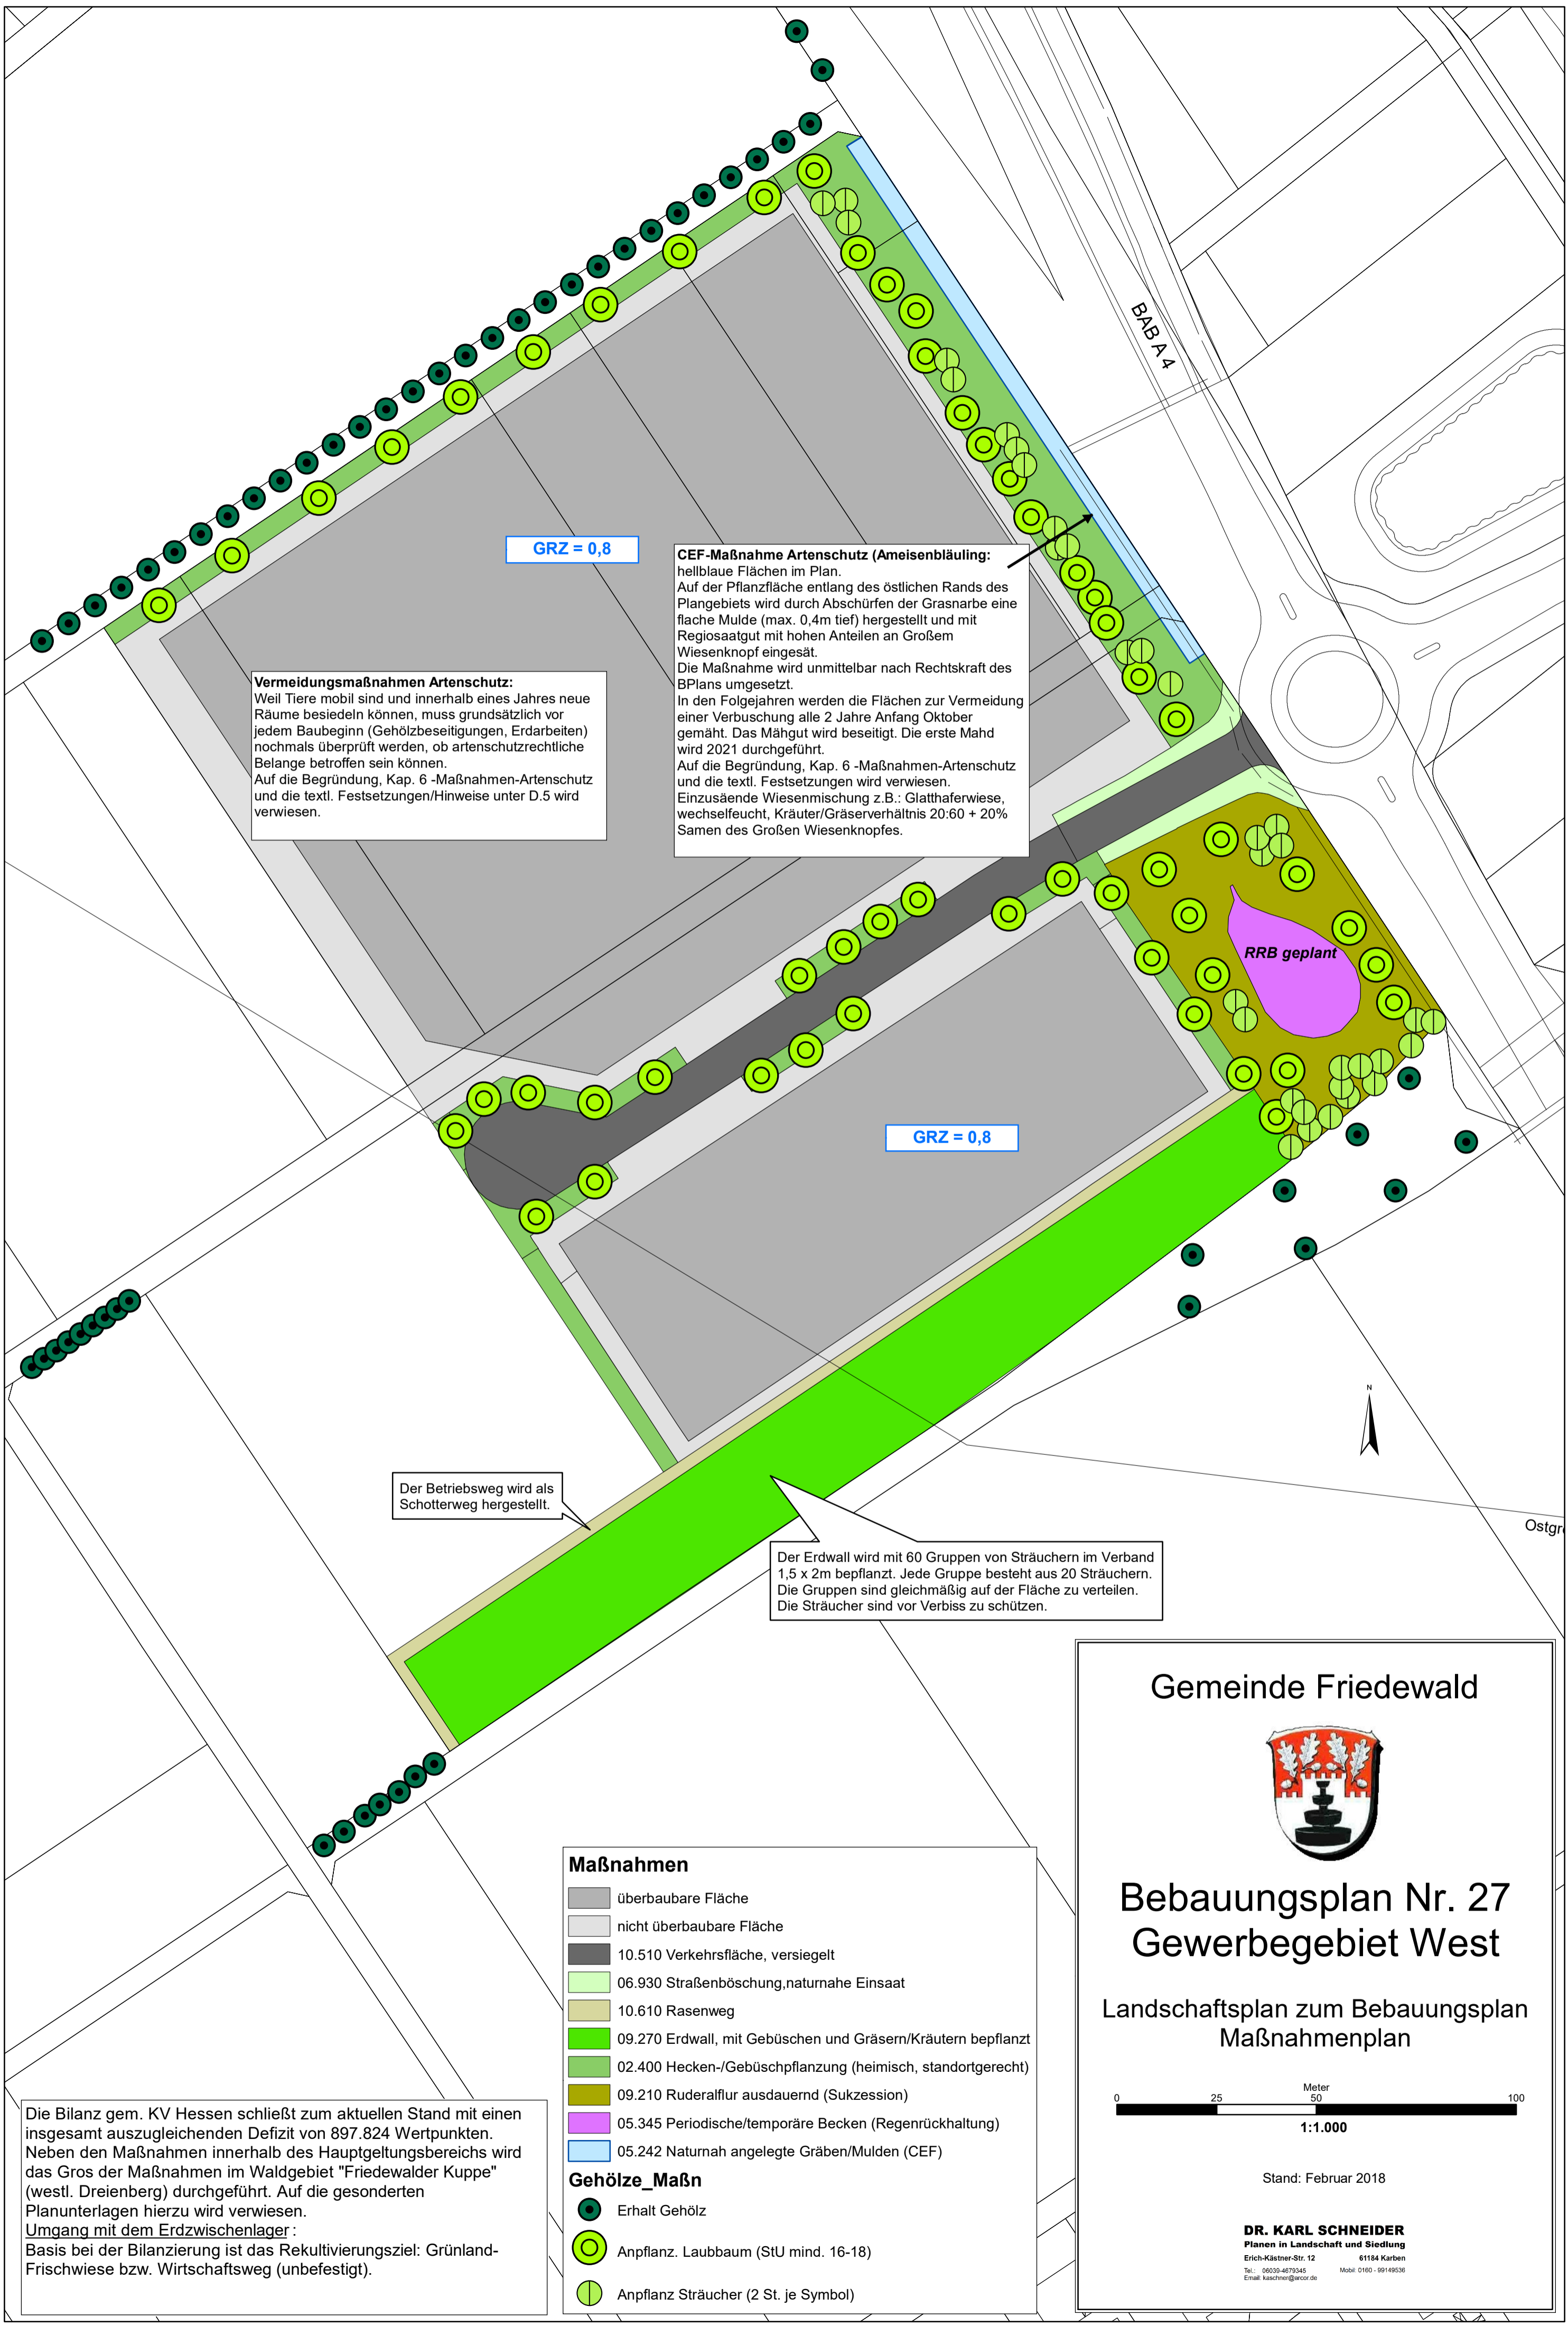 BAB A 4
GRZ = 0,8
CEF-Maßnahme Artenschutz (Ameisenbläuling:
hellblaue Flächen im Plan.
Auf der Pflanzfläche entlang des östlichen Rands des
Plangebiets wird durch Abschürfen der Grasnarbe eine
flache Mulde (max. 0,4m tief) hergestellt und mit
Regiosaatgut mit hohen Anteilen an Großem
Wiesenknopf eingesät.
Die Maßnahme wird unmittelbar nach Rechtskraft des
BPlans umgesetzt.
In den Folgejahren werden die Flächen zur Vermeidung
einer Verbuschung alle 2 Jahre Anfang Oktober
gemäht. Das Mähgut wird beseitigt. Die erste Mahd
wird 2021 durchgeführt.
Auf die Begründung, Kap. 6 -Maßnahmen-Artenschutz
und die textl. Festsetzungen wird verwiesen.
Einzusäende Wiesenmischung z.B.: Glatthaferwiese,
wechselfeucht, Kräuter/Gräserverhältnis 20:60 + 20%
Samen des Großen Wiesenknopfes.
Vermeidungsmaßnahmen Artenschutz:
Weil Tiere mobil sind und innerhalb eines Jahres neue
Räume besiedeln können, muss grundsätzlich vor
jedem Baubeginn (Gehölzbeseitigungen, Erdarbeiten)
nochmals überprüft werden, ob artenschutzrechtliche
Belange betroffen sein können.
Auf die Begründung, Kap. 6 -Maßnahmen-Artenschutz
und die textl. Festsetzungen/Hinweise unter D.5 wird
verwiesen.
RRB geplant
GRZ = 0,8
N
Der Betriebsweg wird als
Schotterweg hergestellt.
Ostgr
Der Erdwall wird mit 60 Gruppen von Sträuchern im Verband
1,5 x 2m bepflanzt. Jede Gruppe besteht aus 20 Sträuchern.
Die Gruppen sind gleichmäßig auf der Fläche zu verteilen.
Die Sträucher sind vor Verbiss zu schützen.
Die Bilanz gem. KV Hessen schließt zum aktuellen Stand mit einen
insgesamt auszugleichenden Defizit von 897.824 Wertpunkten.
Neben den Maßnahmen innerhalb des Hauptgeltungsbereichs wird
das Gros der Maßnahmen im Waldgebiet "Friedewalder Kuppe"
(westl. Dreienberg) durchgeführt. Auf die gesonderten
Planunterlagen hierzu wird verwiesen.
Umgang mit dem Erdzwischenlager :
Basis bei der Bilanzierung ist das Rekultivierungsziel: Grünland-
Frischwiese bzw. Wirtschaftsweg (unbefestigt).
Maßnahmen
überbaubare Fläche
nicht überbaubare Fläche
10.510 Verkehrsfläche, versiegelt
06.930 Straßenböschung,naturnahe Einsaat
10.610 Rasenweg
09.270 Erdwall, mit Gebüschen und Gräsern/Kräutern bepflanzt
02.400 Hecken-/Gebüschpflanzung (heimisch, standortgerecht)
09.210 Ruderalflur ausdauernd (Sukzession)
05.345 Periodische/temporäre Becken (Regenrückhaltung)
05.242 Naturnah angelegte Gräben/Mulden (CEF)
Gehölze_Maßn
Erhalt Gehölz
Anpflanz. Laubbaum (StU mind. 16-18)
Anpflanz Sträucher (2 St. je Symbol)
Gemeinde Friedewald
Bebauungsplan Nr. 27
Gewerbegebiet West
Landschaftsplan zum Bebauungsplan
Maßnahmenplan
Meter
0 25 50 100
1:1.000
Stand: Februar 2018
DR. KARL SCHNEIDER
Planen in Landschaft und Siedlung
Erich-Kästner-Str. 12 61184 Karben
Tel.: 06039-4679345 Mobil: 0160 - 99149536
Email: kaschner@arcor.de